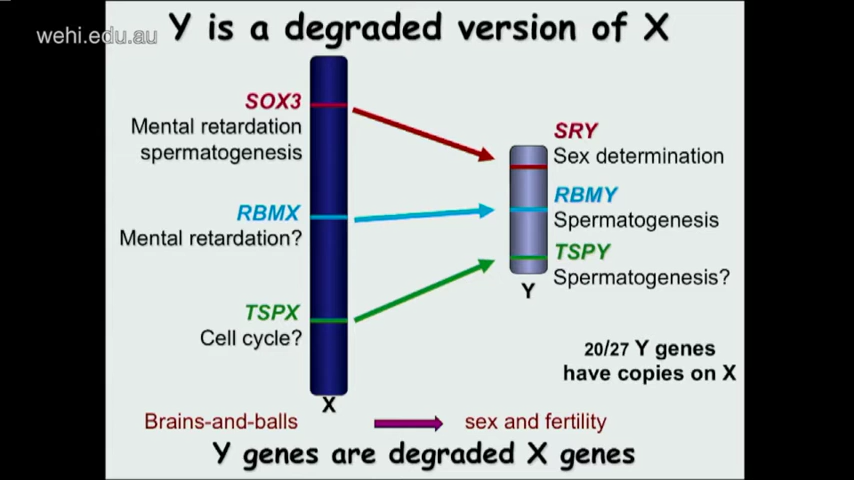 wehi.edu.au
Y is a degraded version of X
SOX3
Mental retardation
spermatogenesis
SRY
Sex determination
RBMX
Mental retardation?
RBMY
Spermatogenesis
TSPX
Cell cycle?
TSPY
Spermatogenesis?
Y
20/27 Y genes
have copies on X
X
Brains-and-balls
sex and fertility
Y genes are degraded X genes